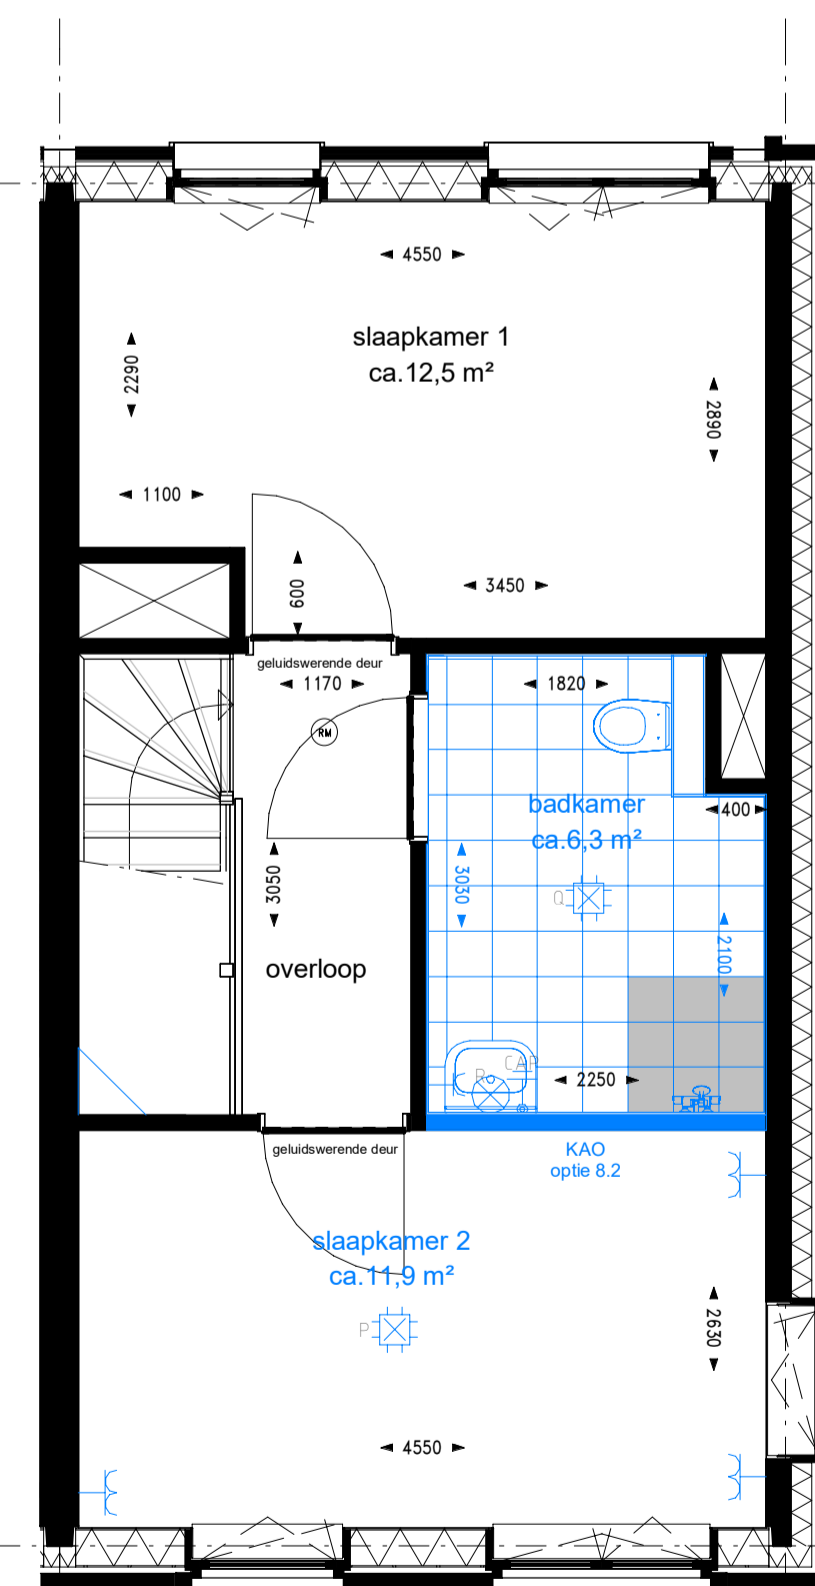 4550
slaapkamer 1
ca.12,5 m²
2290
2890
1100
600
3450
geluidswerende deur
1170
1820
RM
badkamer
ca.6,3 m²
400
3050
3030
Q
2100
overloop
CAP
R
2250
geluidswerende deur
KAO
optie 8.2
slaapkamer 2
ca.11,9 m²
P
2630
4550